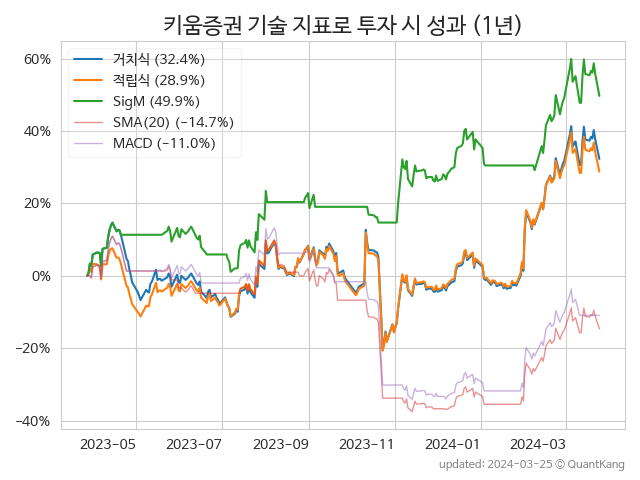 키움증권 기술 지표로 투자 시 성과 (1년)
거치식 (32.4%)
적립식 (28.9%)
SigM (49.9%)
SMA(20) (−14.7%)
MACD (−11.0%)
60%
40%
20%
0%
−20%
−40%
2023-05 2023-07 2023-09 2023-11 2024-01 2024-03
updated: 2024-03-25 © QuantKang